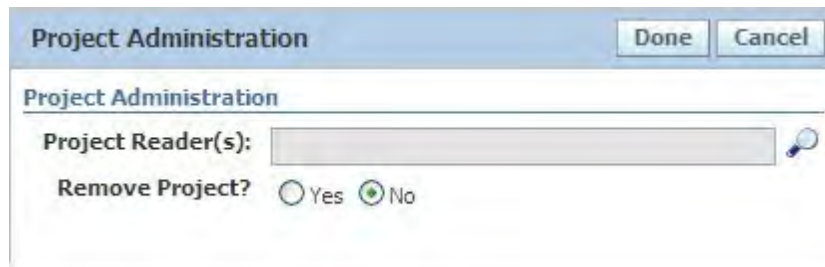 Project Administration Done Cancel
Project Administration
Project Reader(s):
Remove Project? Yes No